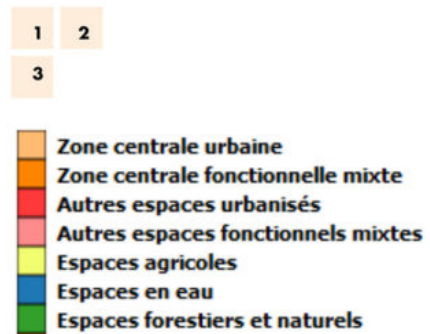 1 2
3
Zone centrale urbaine
Zone centrale fonctionnelle mixte
Autres espaces urbanisés
Autres espaces fonctionnels mixtes
Espaces agricoles
Espaces en eau
Espaces forestiers et naturels